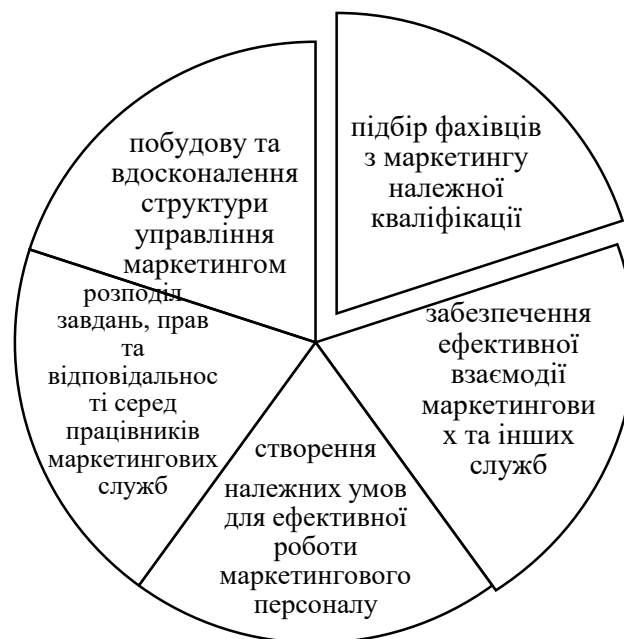 підбір фахівців
з маркетингу
належної
кваліфікації
забезпечення
ефективної
взаємодії
маркетингови
х та інших
служб
створення
належних умов
для ефективної
роботи
маркетингового
персоналу
розподіл
завдань, прав
та
відповідальнос
ті серед
працівників
маркетингових
служб
побудову та
вдосконалення
структури
управління
маркетингом